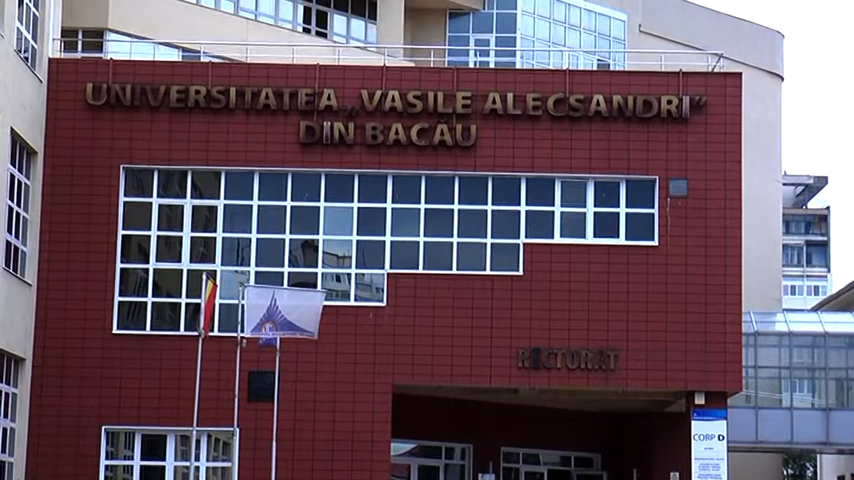 UNIVERSITATEA „VASILE ALECSANDRI”
DIN BACĂU
RECTORAT
CORP D